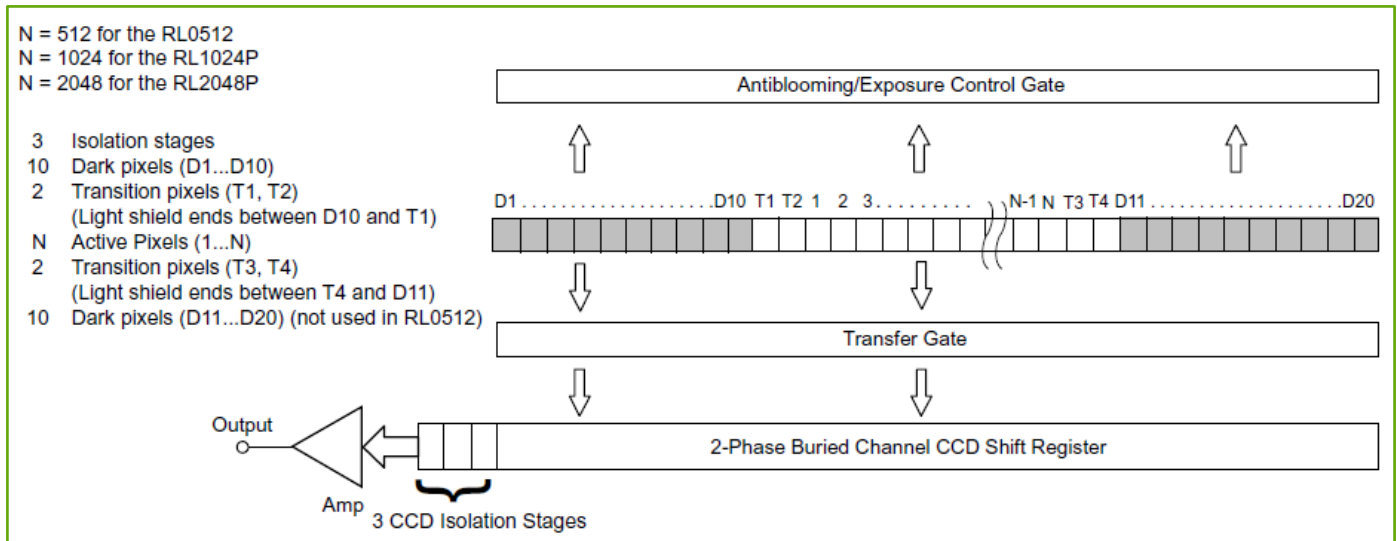 N = 512 for the RL0512
N = 1024 for the RL1024P
N = 2048 for the RL2048P
3 Isolation stages
10 Dark pixels (D1...D10)
2 Transition pixels (T1, T2)
(Light shield ends between D10 and T1)
N Active Pixels (1...N)
2 Transition pixels (T3, T4)
(Light shield ends between T4 and D11)
10 Dark pixels (D11...D20) (not used in RL0512)
Antiblooming/Exposure Control Gate
D1 . . . . . . . . . . . . . . . . . . . . . D10 T1 T2 1 2 3 . . . . . . . . . N-1 N T3 T4 D11 . . . . . . . . . . . . . . . . . . . . . D20
Transfer Gate
2-Phase Buried Channel CCD Shift Register
Output
Amp
3 CCD Isolation Stages